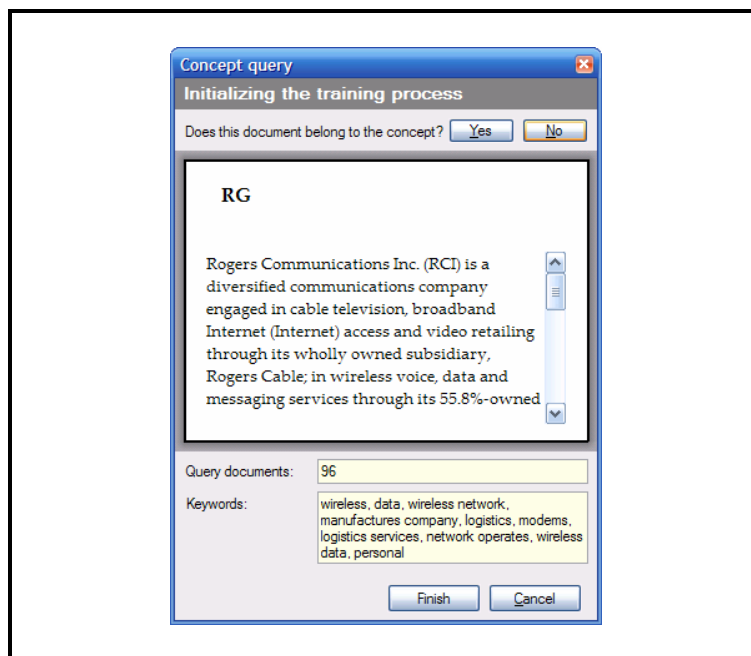 Concept query
Initializing the training process
Does this document belong to the concept? Yes No
RG
Rogers Communications Inc. (RCI) is a
diversified communications company
engaged in cable television, broadband
Internet (Internet) access and video retailing
through its wholly owned subsidiary,
Rogers Cable; in wireless voice, data and
messaging services through its 55.8%-owned
Query documents: 96
Keywords: wireless, data, wireless network,
manufactures company, logistics, modems,
logistics services, network operates, wireless
data, personal
Finish Cancel